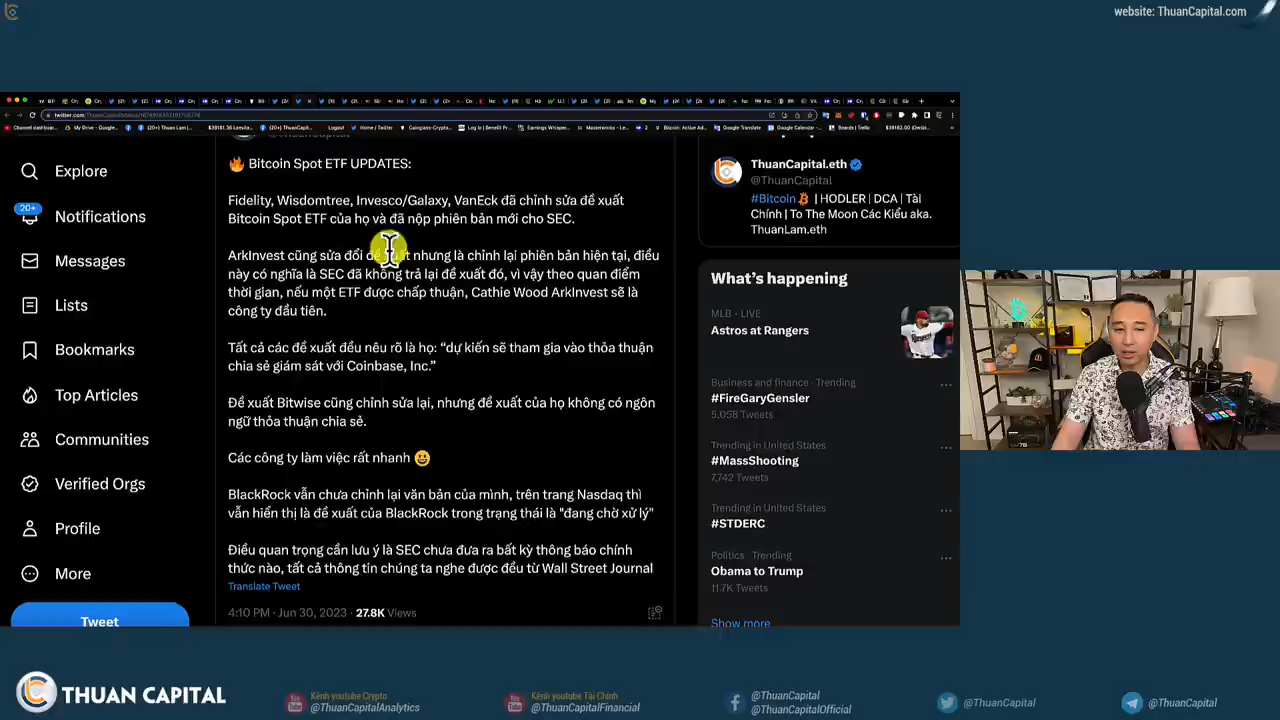 website: ThuanCapital.com
twitter.com/ThuanCapital/status/
Explore
20+
Notifications
Messages
Lists
Bookmarks
Top Articles
Communities
Verified Orgs
Profile
More
Tweet
🔥 Bitcoin Spot ETF UPDATES:
Fidelity, Wisdomtree, Invesco/Galaxy, VanEck đã chỉnh sửa đề xuất
Bitcoin Spot ETF của họ và đã nộp phiên bản mới cho SEC.
ArkInvest cũng sửa đổi nhưng là chỉnh lại phiên bản hiện tại, điều
này có nghĩa là SEC đã không trả lại đề xuất đó, vì vậy theo quan điểm
thời gian, nếu một ETF được chấp thuận, Cathie Wood ArkInvest sẽ là
công ty đầu tiên.
Tất cả các đề xuất đều nêu rõ là họ: “dự kiến sẽ tham gia vào thỏa thuận
chia sẻ giám sát với Coinbase, Inc.”
Đề xuất Bitwise cũng chỉnh sửa lại, nhưng đề xuất của họ không có ngôn
ngữ thỏa thuận chia sẻ.
Các công ty làm việc rất nhanh 😀
BlackRock vẫn chưa chỉnh lại văn bản của mình, trên trang Nasdaq thì
vẫn hiển thị là đề xuất của BlackRock trong trạng thái là "đang chờ xử lý"
Điều quan trọng cần lưu ý là SEC chưa đưa ra bất kỳ thông báo chính
thức nào, tất cả thông tin chúng ta nghe được đều từ Wall Street Journal
Translate Tweet
4:10 PM · Jun 30, 2023 · 27.8K Views
ThuanCapital.eth
@ThuanCapital
#Bitcoin | HODLER | DCA | Tài
Chính | To The Moon Các Kiểu aka.
ThuanLam.eth
What’s happening
MLB · LIVE
Astros at Rangers
Business and finance · Trending
#FireGaryGensler
5,058 Tweets
Trending in United States
#MassShooting
7,742 Tweets
Trending in United States
#STDERC
Politics · Trending
Obama to Trump
11.7K Tweets
Show more
THUAN CAPITAL
Kênh youtube Crypto
@ThuanCapitalAnalytics
Kênh youtube Tài Chính
@ThuanCapitalFinancial
@ThuanCapital
@ThuanCapitalOfficial
@ThuanCapital
@ThuanCapital